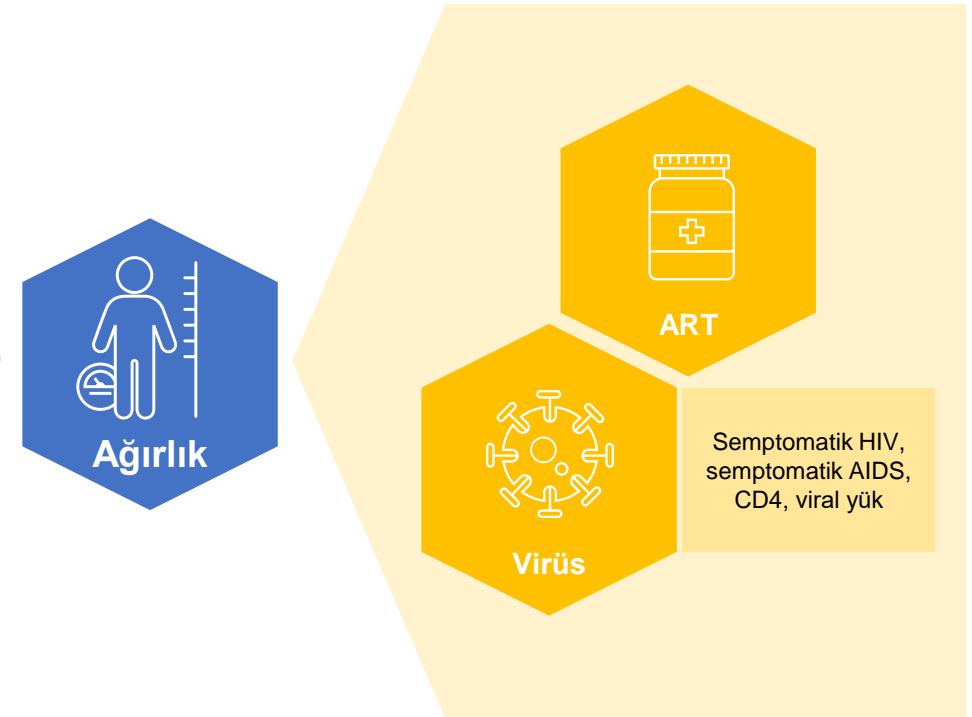 Ağırlık
ART
Virüs
Semptomatik HIV,
semptomatik AIDS,
CD4, viral yük